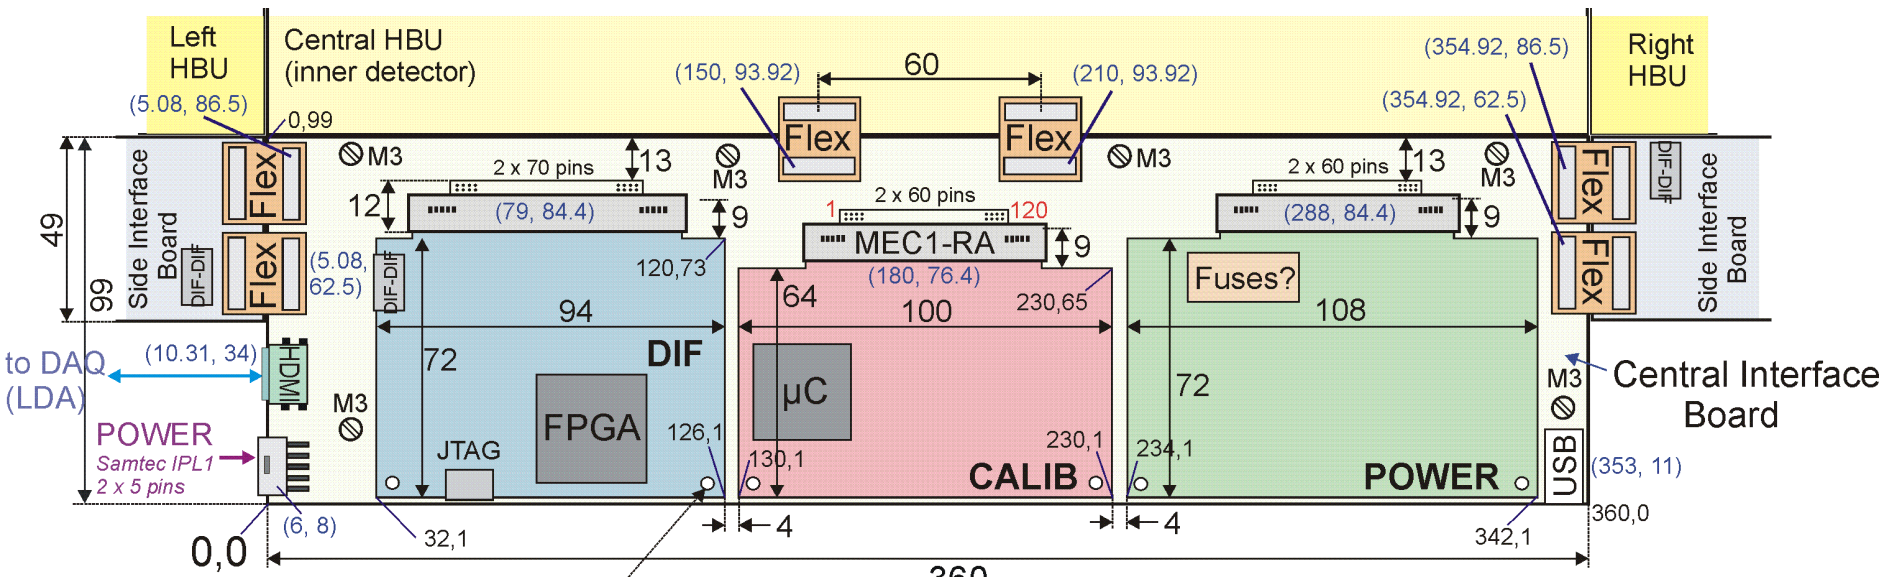 Left
HBU
Central HBU
(inner detector)
Right
HBU
(5.08, 86.5)
0,99
(150, 93.92)
60
(210, 93.92)
(354.92, 86.5)
(354.92, 62.5)
Flex
Flex
M3
2 x 70 pins
13
M3
M3
2 x 60 pins
13
M3
Side Interface
Board
DIF-DIF
Flex
Flex
12
(79, 84.4)
9
1
2 x 60 pins
120
MEC1-RA
(180, 76.4)
9
(288, 84.4)
9
Flex
Flex
DIF-DIF
Side Interface
Board
49
99
(5.08,
62.5)
DIF-DIF
120,73
64
230,65
Fuses?
94
100
108
72
DIF
72
to DAQ
(LDA)
(10.31, 34)
HDMI
M3
FPGA
µC
M3
Central Interface
Board
POWER
Samtec IPL1
2 x 5 pins
JTAG
126,1
130,1
230,1
234,1
CALIB
POWER
USB
(353, 11)
(6, 8)
0,0
32,1
4
4
342,1
360,0
360